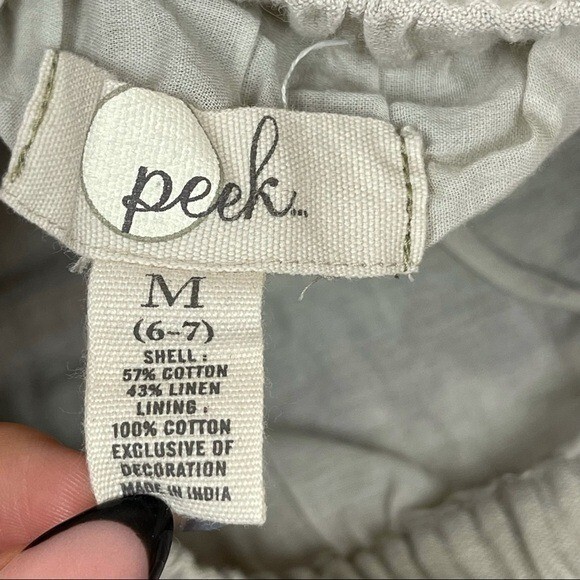 peek...
M
(6-7)
SHELL:
57% COTTON
43% LINEN
LINING:
100% COTTON
EXCLUSIVE OF
DECORATION
MADE IN INDIA